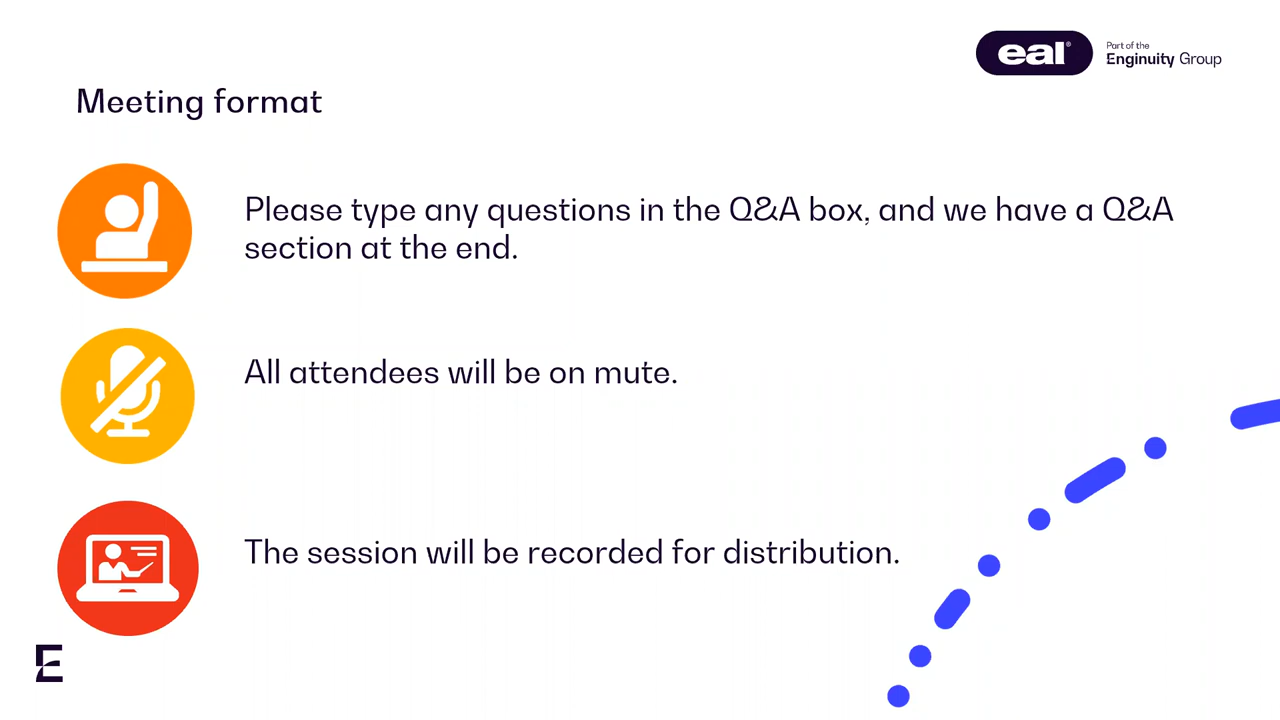 eal®
Part of the
Enginuity Group
Meeting format
Please type any questions in the Q&A box, and we have a Q&A
section at the end.
All attendees will be on mute.
The session will be recorded for distribution.
E